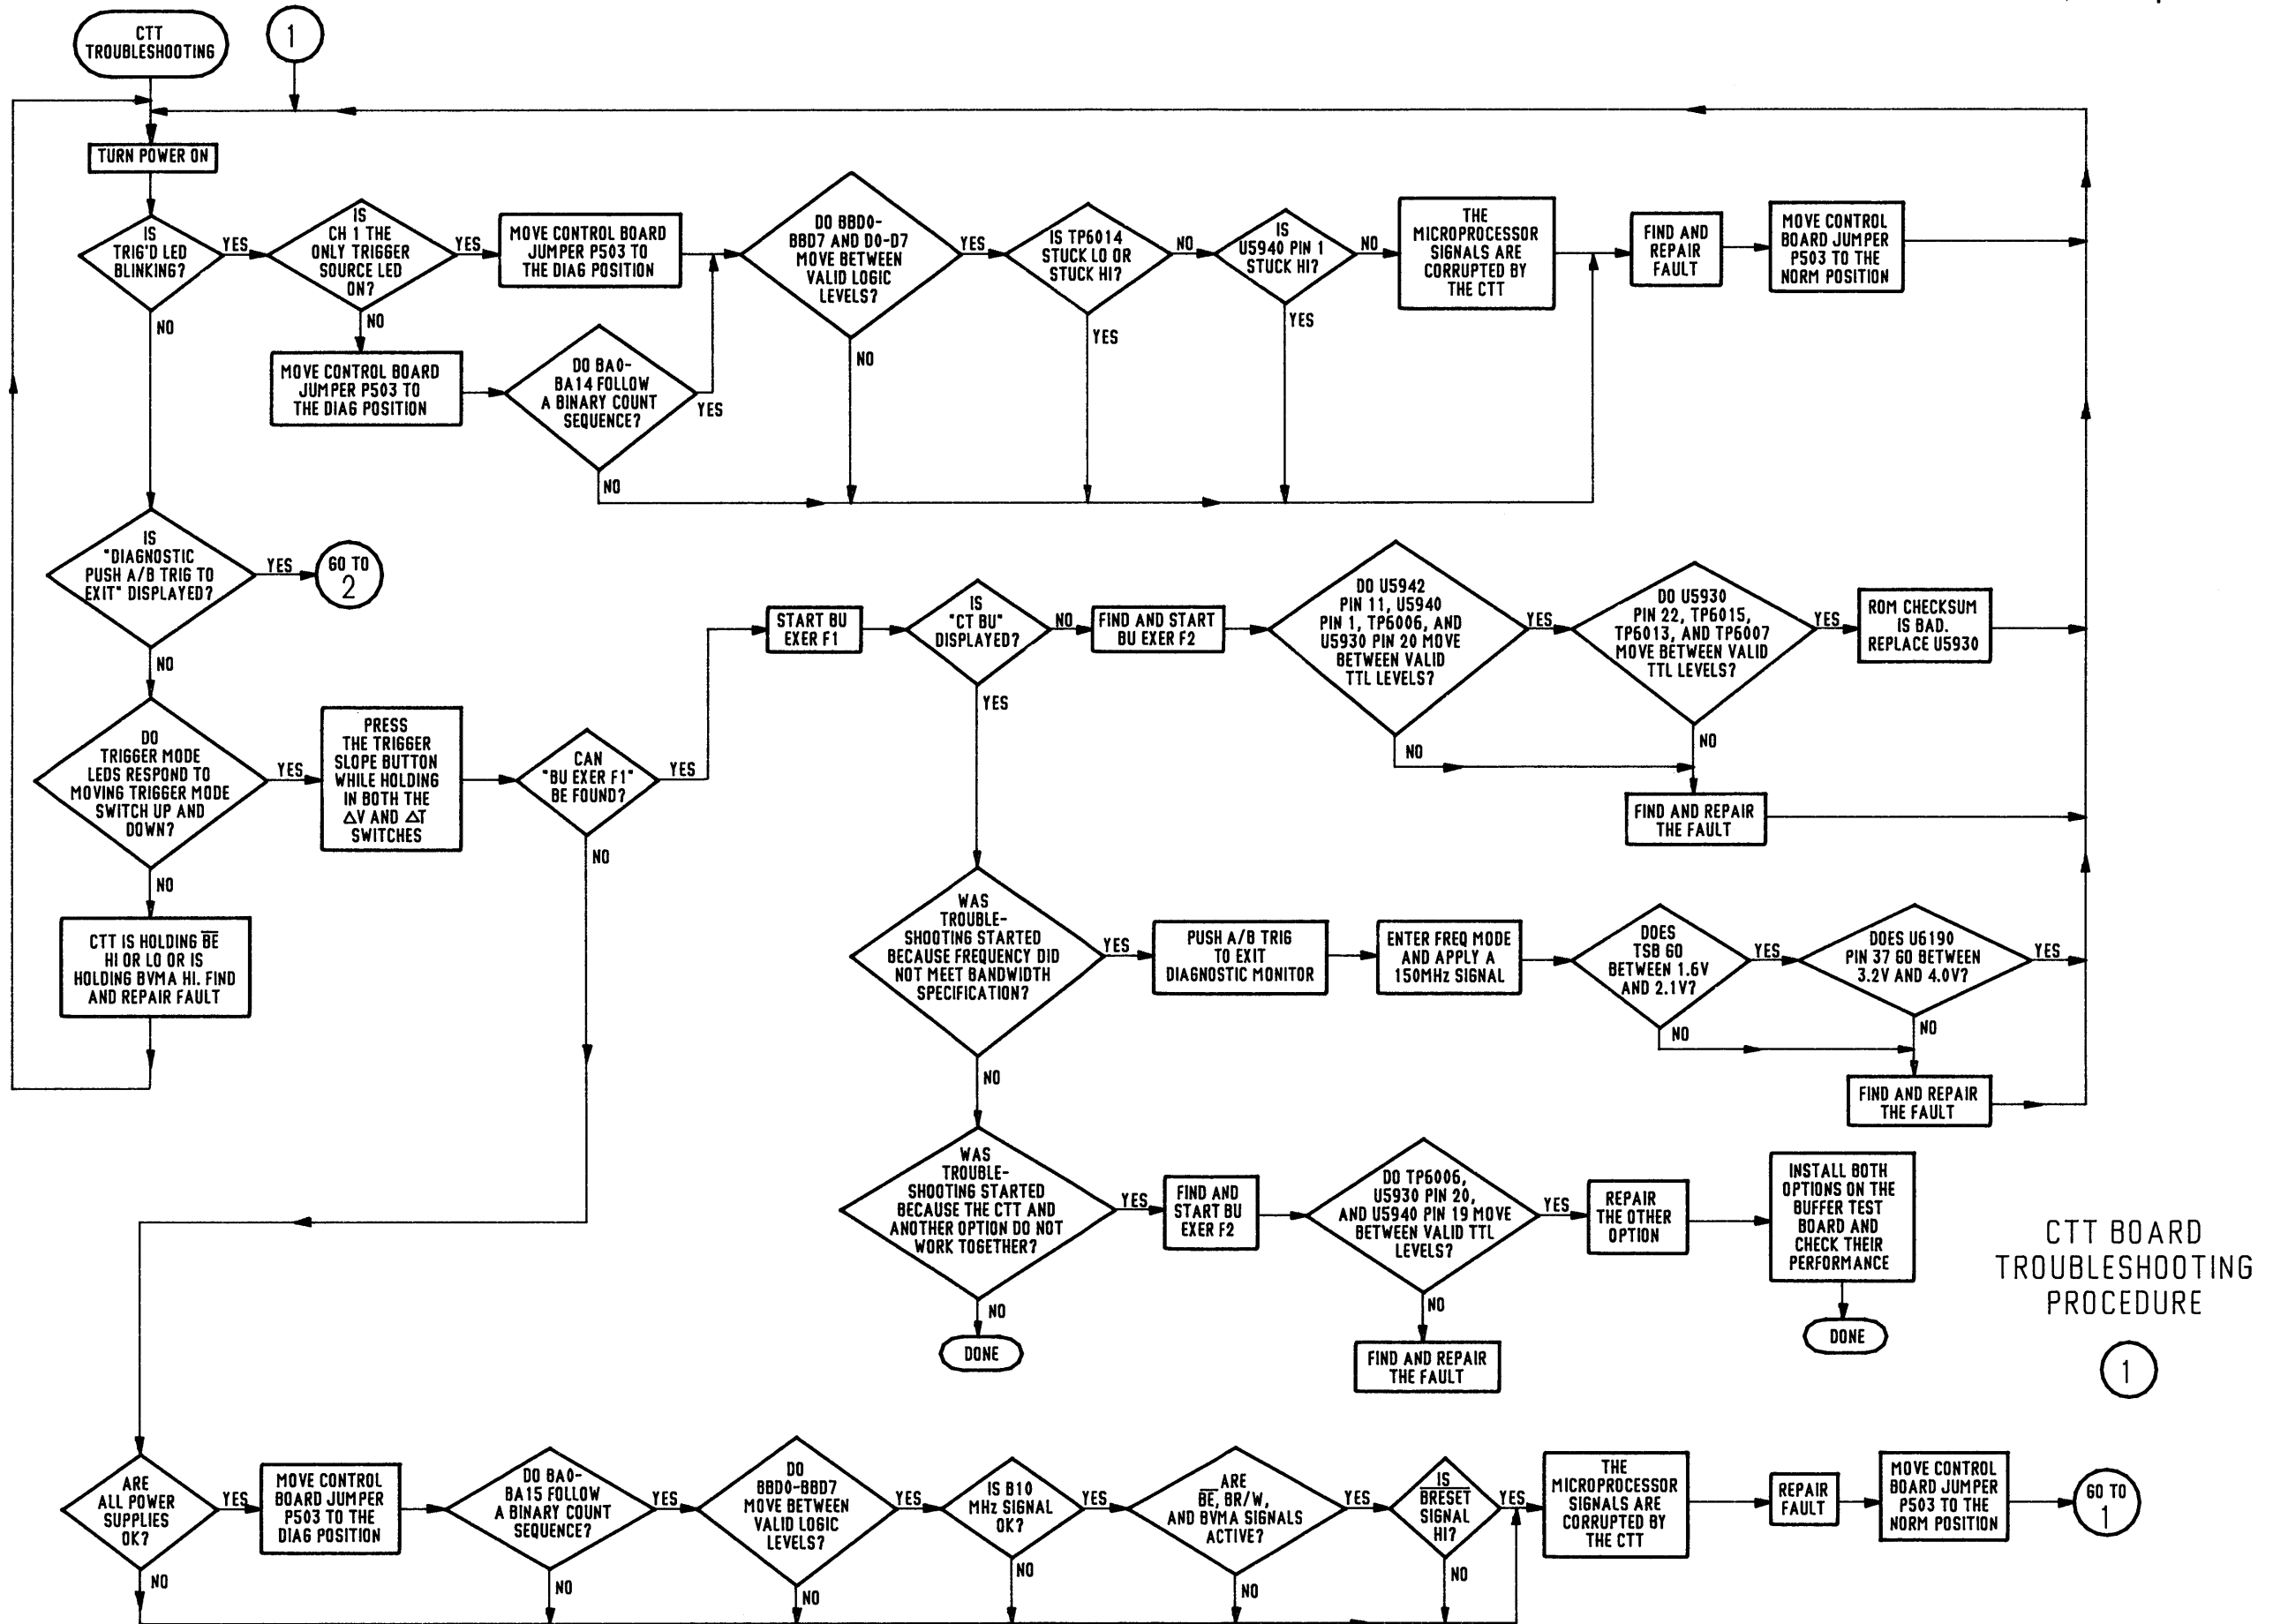 CTT
TROUBLESHOOTING
1
TURN POWER ON
IS
TRIG'D LED
BLINKING?
YES
NO
IS
CH 1 THE
ONLY TRIGGER
SOURCE LED
ON?
YES
NO
MOVE CONTROL BOARD
JUMPER P503 TO
THE DIAG POSITION
MOVE CONTROL BOARD
JUMPER P503 TO
THE DIAG POSITION
DO BA0-
BA14 FOLLOW
A BINARY COUNT
SEQUENCE?
YES
NO
DO BBD0-
BBD7 AND D0-D7
MOVE BETWEEN
VALID LOGIC
LEVELS?
YES
NO
IS TP6014
STUCK LO OR
STUCK HI?
NO
YES
IS
U5940 PIN 1
STUCK HI?
NO
YES
THE
MICROPROCESSOR
SIGNALS ARE
CORRUPTED BY
THE CTT
FIND AND
REPAIR
FAULT
MOVE CONTROL
BOARD JUMPER
P503 TO THE
NORM POSITION
IS
"DIAGNOSTIC
PUSH A/B TRIG TO
EXIT" DISPLAYED?
YES
NO
GO TO
2
DO
TRIGGER MODE
LEDS RESPOND TO
MOVING TRIGGER MODE
SWITCH UP AND
DOWN?
YES
NO
PRESS
THE TRIGGER
SLOPE BUTTON
WHILE HOLDING
IN BOTH THE
ΔV AND ΔT
SWITCHES
CAN
"BU EXER F1"
BE FOUND?
YES
NO
CTT IS HOLDING B̅E̅
HI OR LO OR IS
HOLDING BVMA HI. FIND
AND REPAIR FAULT
START BU
EXER F1
IS
"CT BU"
DISPLAYED?
NO
YES
FIND AND START
BU EXER F2
DO U5942
PIN 11, U5940
PIN 1, TP6006, AND
U5930 PIN 20 MOVE
BETWEEN VALID
TTL LEVELS?
YES
NO
DO U5930
PIN 22, TP6015,
TP6013, AND TP6007
MOVE BETWEEN VALID
TTL LEVELS?
YES
NO
ROM CHECKSUM
IS BAD.
REPLACE U5930
FIND AND REPAIR
THE FAULT
WAS
TROUBLE-
SHOOTING STARTED
BECAUSE FREQUENCY DID
NOT MEET BANDWIDTH
SPECIFICATION?
YES
NO
PUSH A/B TRIG
TO EXIT
DIAGNOSTIC MONITOR
ENTER FREQ MODE
AND APPLY A
150MHz SIGNAL
DOES
TSB GO
BETWEEN 1.6V
AND 2.1V?
YES
NO
DOES U6190
PIN 37 GO BETWEEN
3.2V AND 4.0V?
YES
NO
FIND AND REPAIR
THE FAULT
WAS
TROUBLE-
SHOOTING STARTED
BECAUSE THE CTT AND
ANOTHER OPTION DO NOT
WORK TOGETHER?
YES
NO
DONE
FIND AND
START BU
EXER F2
DO TP6006,
U5930 PIN 20,
AND U5940 PIN 19 MOVE
BETWEEN VALID TTL
LEVELS?
YES
NO
FIND AND REPAIR
THE FAULT
REPAIR
THE OTHER
OPTION
INSTALL BOTH
OPTIONS ON THE
BUFFER TEST
BOARD AND
CHECK THEIR
PERFORMANCE
DONE
CTT BOARD
TROUBLESHOOTING
PROCEDURE
1
ARE
ALL POWER
SUPPLIES
OK?
YES
NO
MOVE CONTROL
BOARD JUMPER
P503 TO THE
DIAG POSITION
DO BA0-
BA15 FOLLOW
A BINARY COUNT
SEQUENCE?
YES
NO
DO
BBD0-BBD7
MOVE BETWEEN
VALID LOGIC
LEVELS?
YES
NO
IS B10
MHz SIGNAL
OK?
YES
NO
ARE
B̅E̅, BR/W,
AND BVMA SIGNALS
ACTIVE?
YES
NO
IS
B̅R̅E̅S̅E̅T̅
SIGNAL
HI?
YES
NO
THE
MICROPROCESSOR
SIGNALS ARE
CORRUPTED BY
THE CTT
REPAIR
FAULT
MOVE CONTROL
BOARD JUMPER
P503 TO THE
NORM POSITION
GO TO
1